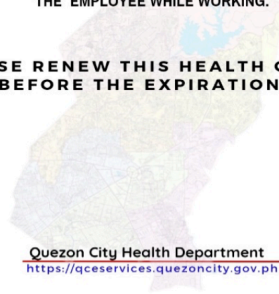 THE EMPLOYEE WHILE WORKING.
SE RENEW THIS HEALTH
BEFORE THE EXPIRATION
Quezon City Health Department
https://qceservices.quezoncity.gov.ph